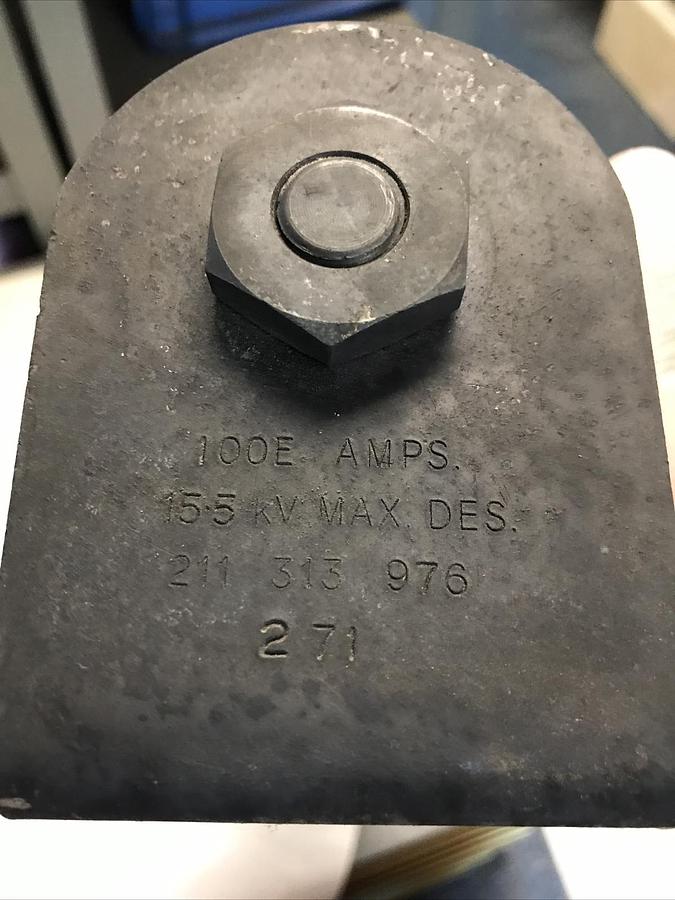 100E AMPS.
15.5 kV MAX. DES.
211 313 976
2 71